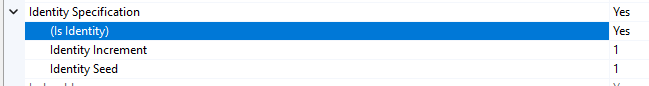 Identity Specification Yes
(Is Identity) Yes
Identity Increment 1
Identity Seed 1